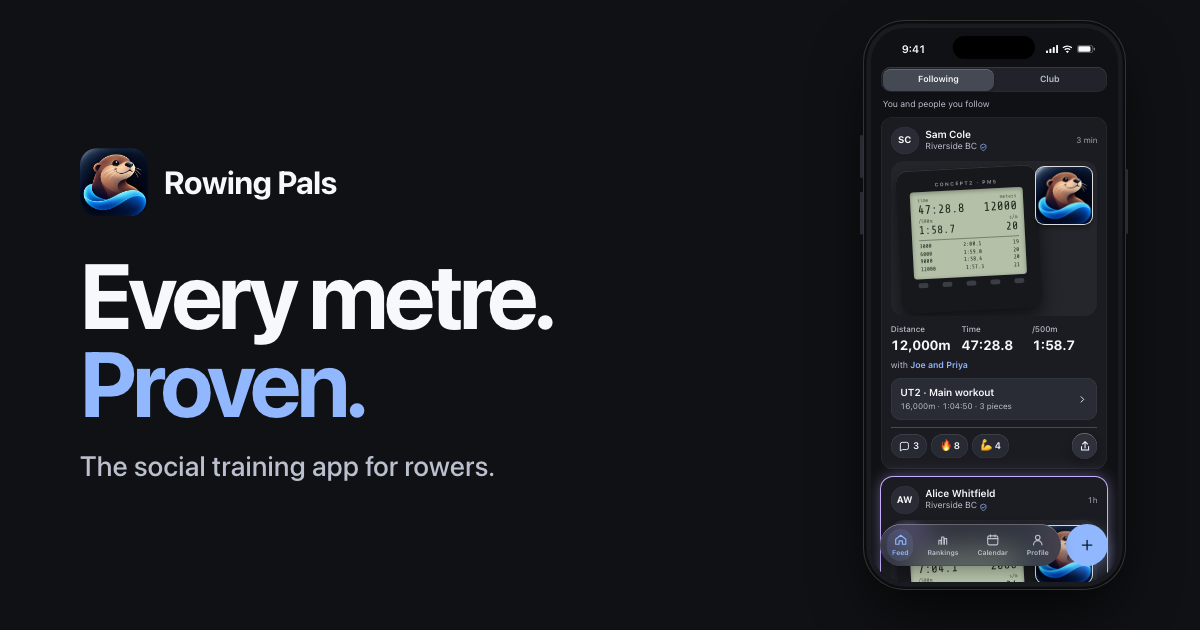 Rowing Pals
Every metre.
Proven.
The social training app for rowers.
9:41
Following Club
You and people you follow
SC Sam Cole 3 min
Riverside BC
CONCEPT2 · PM5
time meters
47:28.8 12000
/500m s/m
1:58.7 20
3000 2:00.1 19
6000 1:59.0 20
9000 1:58.4 20
12000 1:57.3 21
Distance Time /500m
12,000m 47:28.8 1:58.7
with Joe and Priya
UT2 · Main workout
16,000m · 1:04:50 · 3 pieces
3 🔥 8 💪 4
AW Alice Whitfield 1h
Riverside BC
Feed Rankings Calendar Profile
7:04.1 2000
s/m